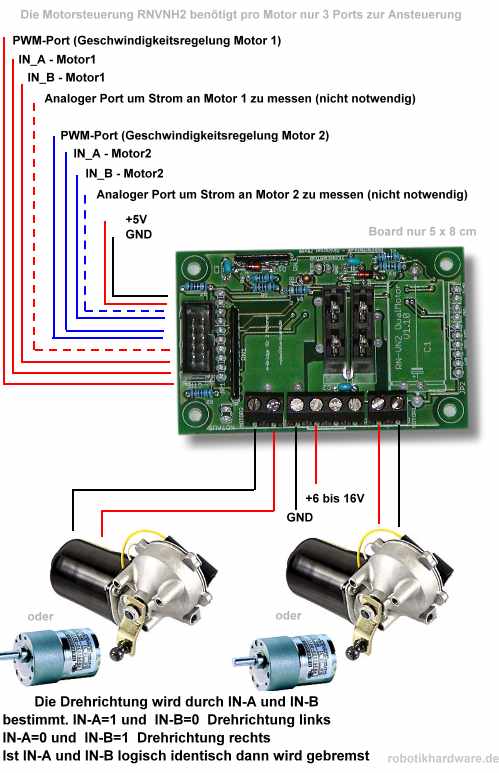 Die Motorsteuerung RNVNH2 benötigt pro Motor nur 3 Ports zur Ansteuerung
PWM-Port (Geschwindigkeitsregelung Motor 1)
IN_A - Motor1
IN_B - Motor1
Analoger Port um Strom an Motor 1 zu messen (nicht notwendig)
PWM-Port (Geschwindigkeitsregelung Motor 2)
IN_A - Motor2
IN_B - Motor2
Analoger Port um Strom an Motor 2 zu messen (nicht notwendig)
+5V
GND
Board nur 5 x 8 cm
RN-VN2 DualMotor
V1.10
C1
JP2
+6 bis 16V
GND
oder
oder
Die Drehrichtung wird durch IN-A und IN-B
bestimmt. IN-A=1 und IN-B=0 Drehrichtung links
IN-A=0 und IN-B=1 Drehrichtung rechts
Ist IN-A und IN-B logisch identisch dann wird gebremst
robotikhardware.de